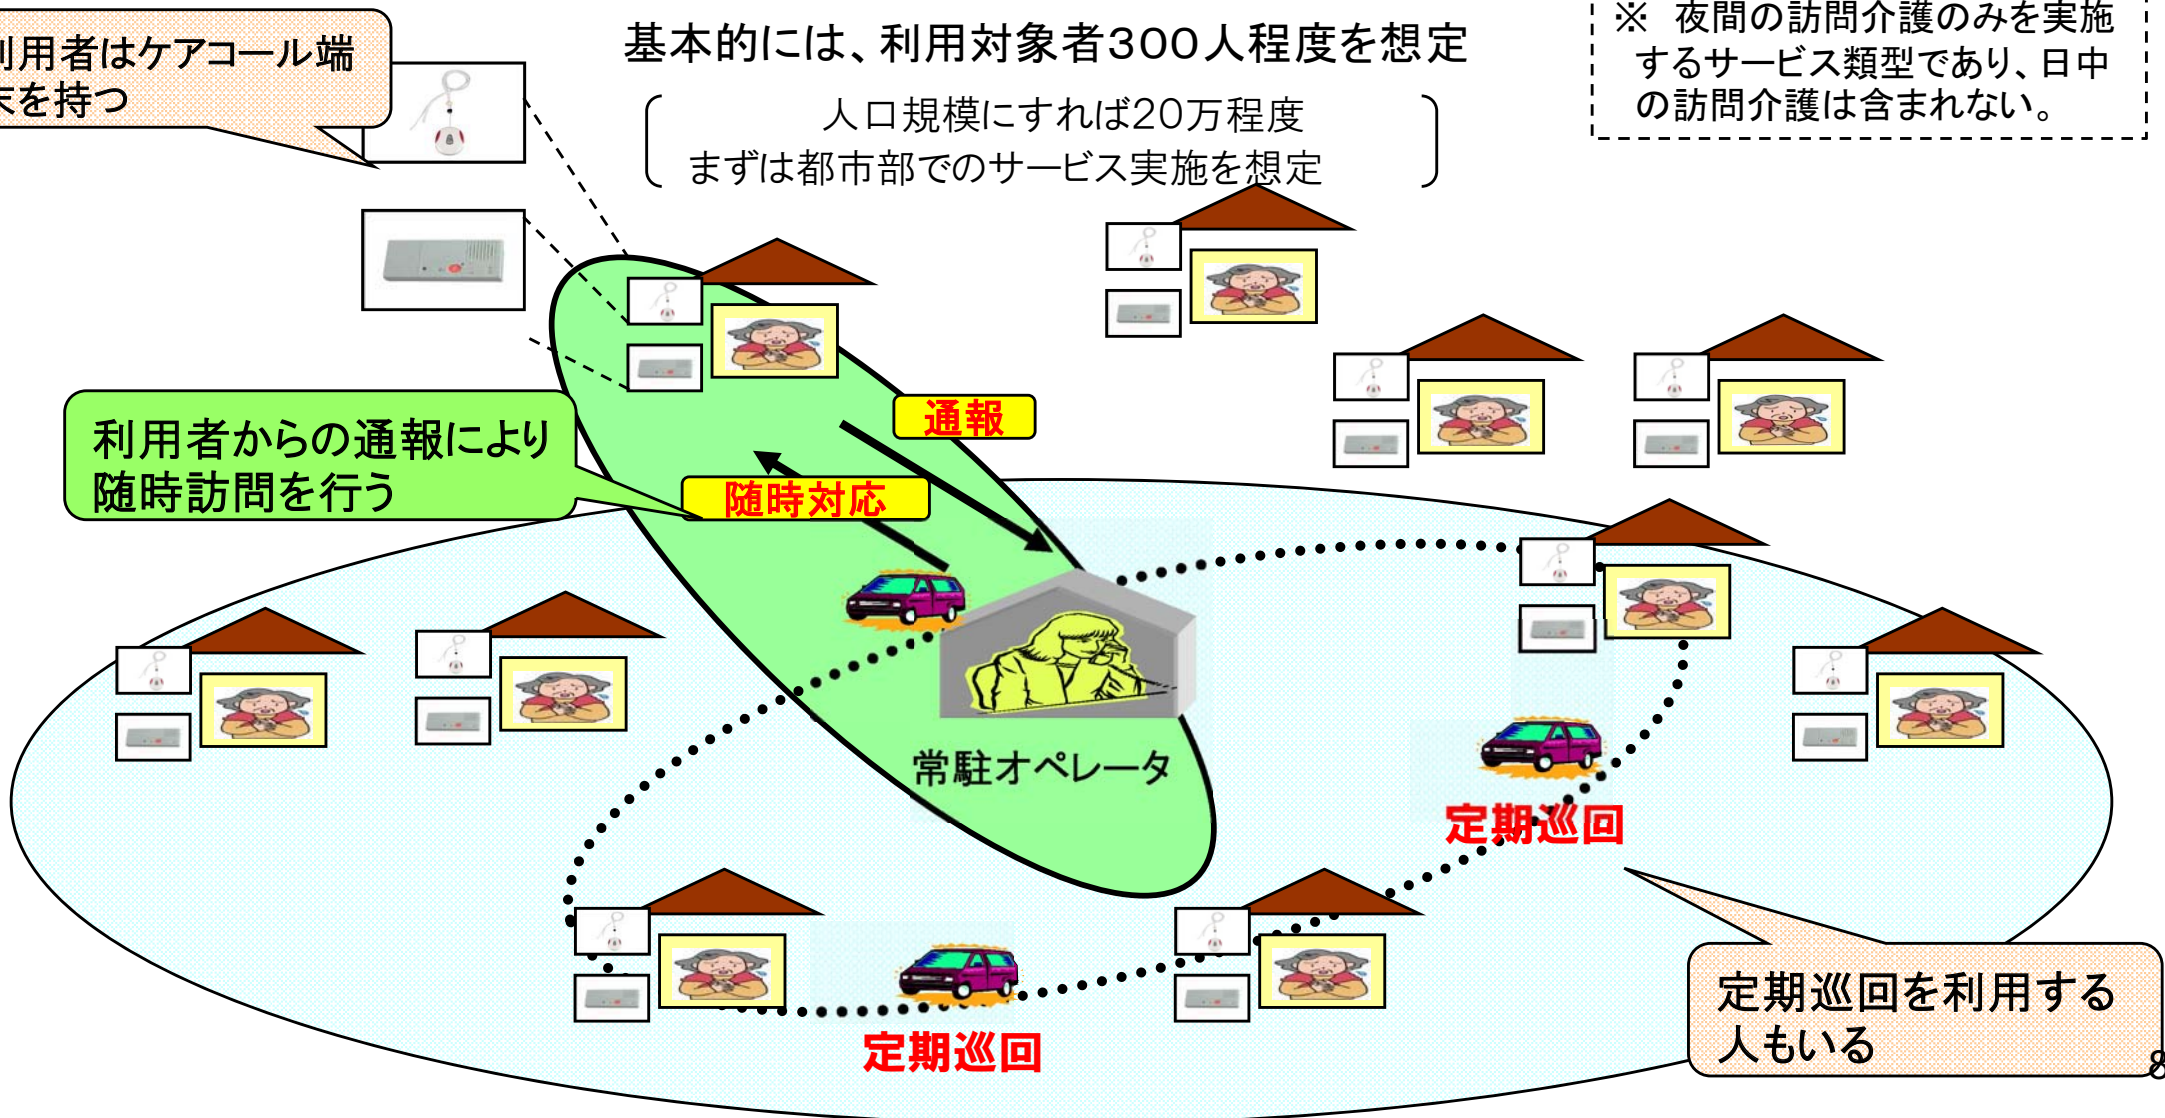 利用者はケアコール端
末を持つ
基本的には、利用対象者300人程度を想定
人口規模にすれば20万程度
まずは都市部でのサービス実施を想定
※ 夜間の訪問介護のみを実施
するサービス類型であり、日中
の訪問介護は含まれない。
通報
利用者からの通報により
随時訪問を行う
随時対応
常駐オペレータ
定期巡回
定期巡回
定期巡回を利用する
人もいる
8